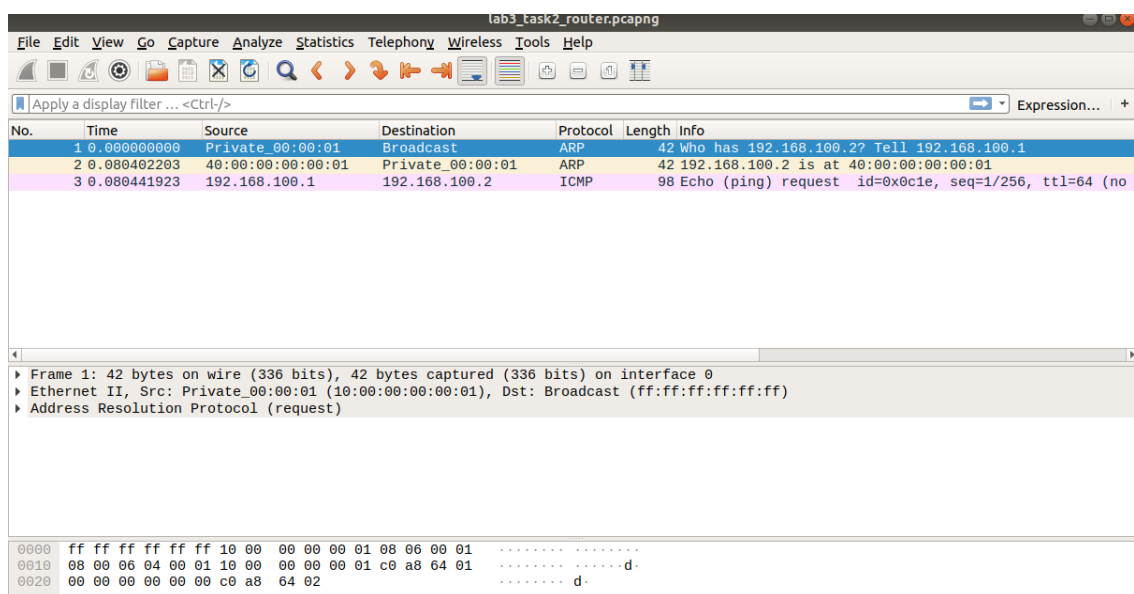 lab3_task2_router.pcapng
File Edit View Go Capture Analyze Statistics Telephony Wireless Tools Help
Apply a display filter … <Ctrl-/> Expression… +
No. Time Source Destination Protocol Length Info
1 0.000000000 Private_00:00:01 Broadcast ARP 42 Who has 192.168.100.2? Tell 192.168.100.1
2 0.080402203 40:00:00:00:00:01 Private_00:00:01 ARP 42 192.168.100.2 is at 40:00:00:00:00:01
3 0.080441923 192.168.100.1 192.168.100.2 ICMP 98 Echo (ping) request id=0x0c1e, seq=1/256, ttl=64 (no
Frame 1: 42 bytes on wire (336 bits), 42 bytes captured (336 bits) on interface 0
Ethernet II, Src: Private_00:00:01 (10:00:00:00:00:01), Dst: Broadcast (ff:ff:ff:ff:ff:ff)
Address Resolution Protocol (request)
0000 ff ff ff ff ff ff 10 00 00 00 00 01 08 06 00 01 ········ ········
0010 08 00 06 04 00 01 10 00 00 00 00 01 c0 a8 64 01 ········ ······d·
0020 00 00 00 00 00 00 c0 a8 64 02 ········ d·